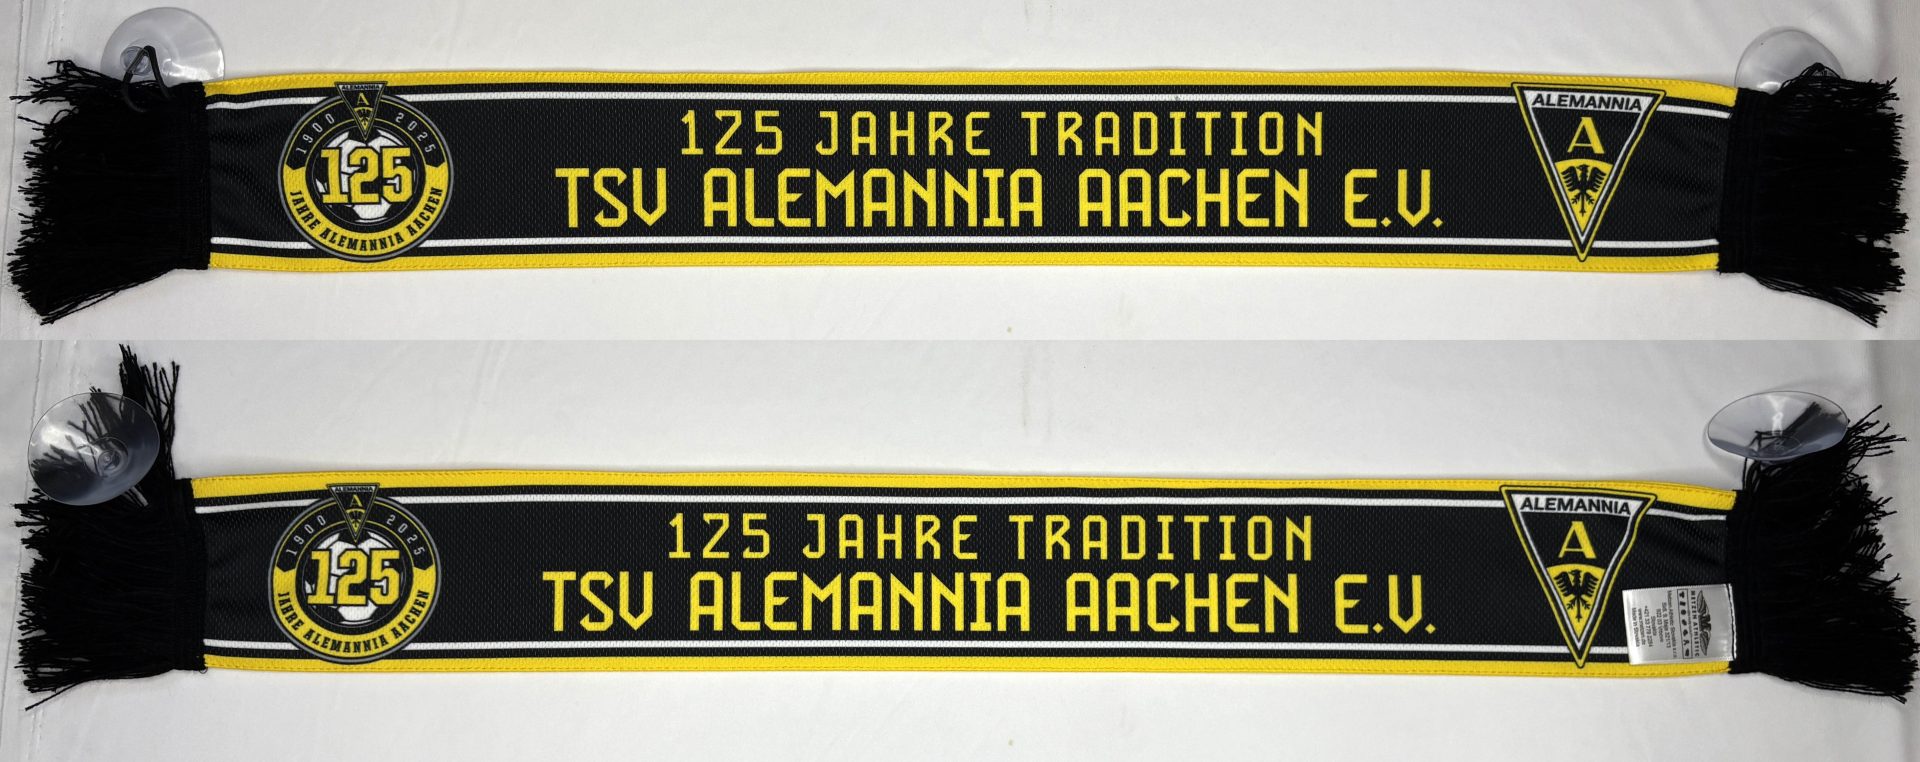 ALEMANNIA
A
1900 2025
125
JAHRE ALEMANNIA AACHEN
125 JAHRE TRADITION
TSV ALEMANNIA AACHEN E.V.
ALEMANNIA
A
ALEMANNIA
A
1900 2025
125
JAHRE ALEMANNIA AACHEN
125 JAHRE TRADITION
TSV ALEMANNIA AACHEN E.V.
ALEMANNIA
A